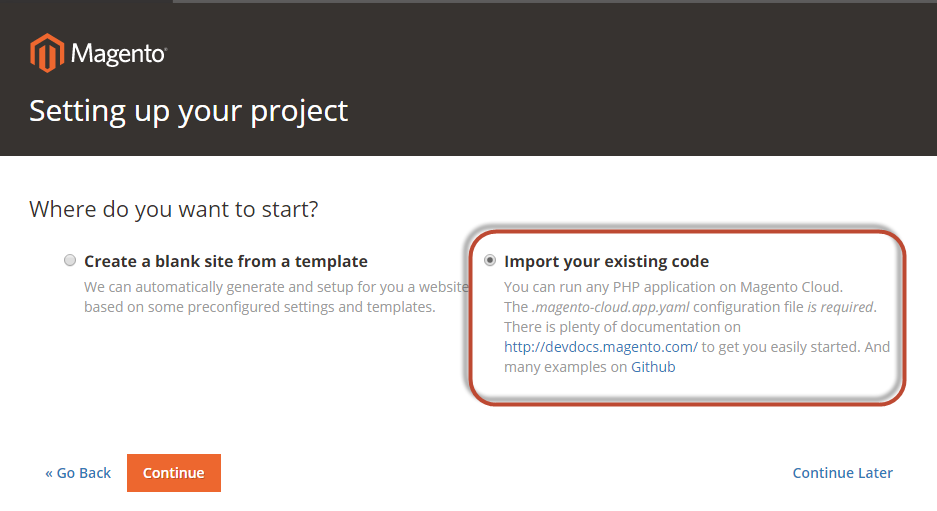 Magento
Setting up your project
Where do you want to start?
Create a blank site from a template
We can automatically generate and setup for you a website
based on some preconfigured settings and templates.
Import your existing code
You can run any PHP application on Magento Cloud.
The .magento-cloud.app.yaml configuration file is required.
There is plenty of documentation on
http://devdocs.magento.com/ to get you easily started. And
many examples on Github
« Go Back
Continue
Continue Later